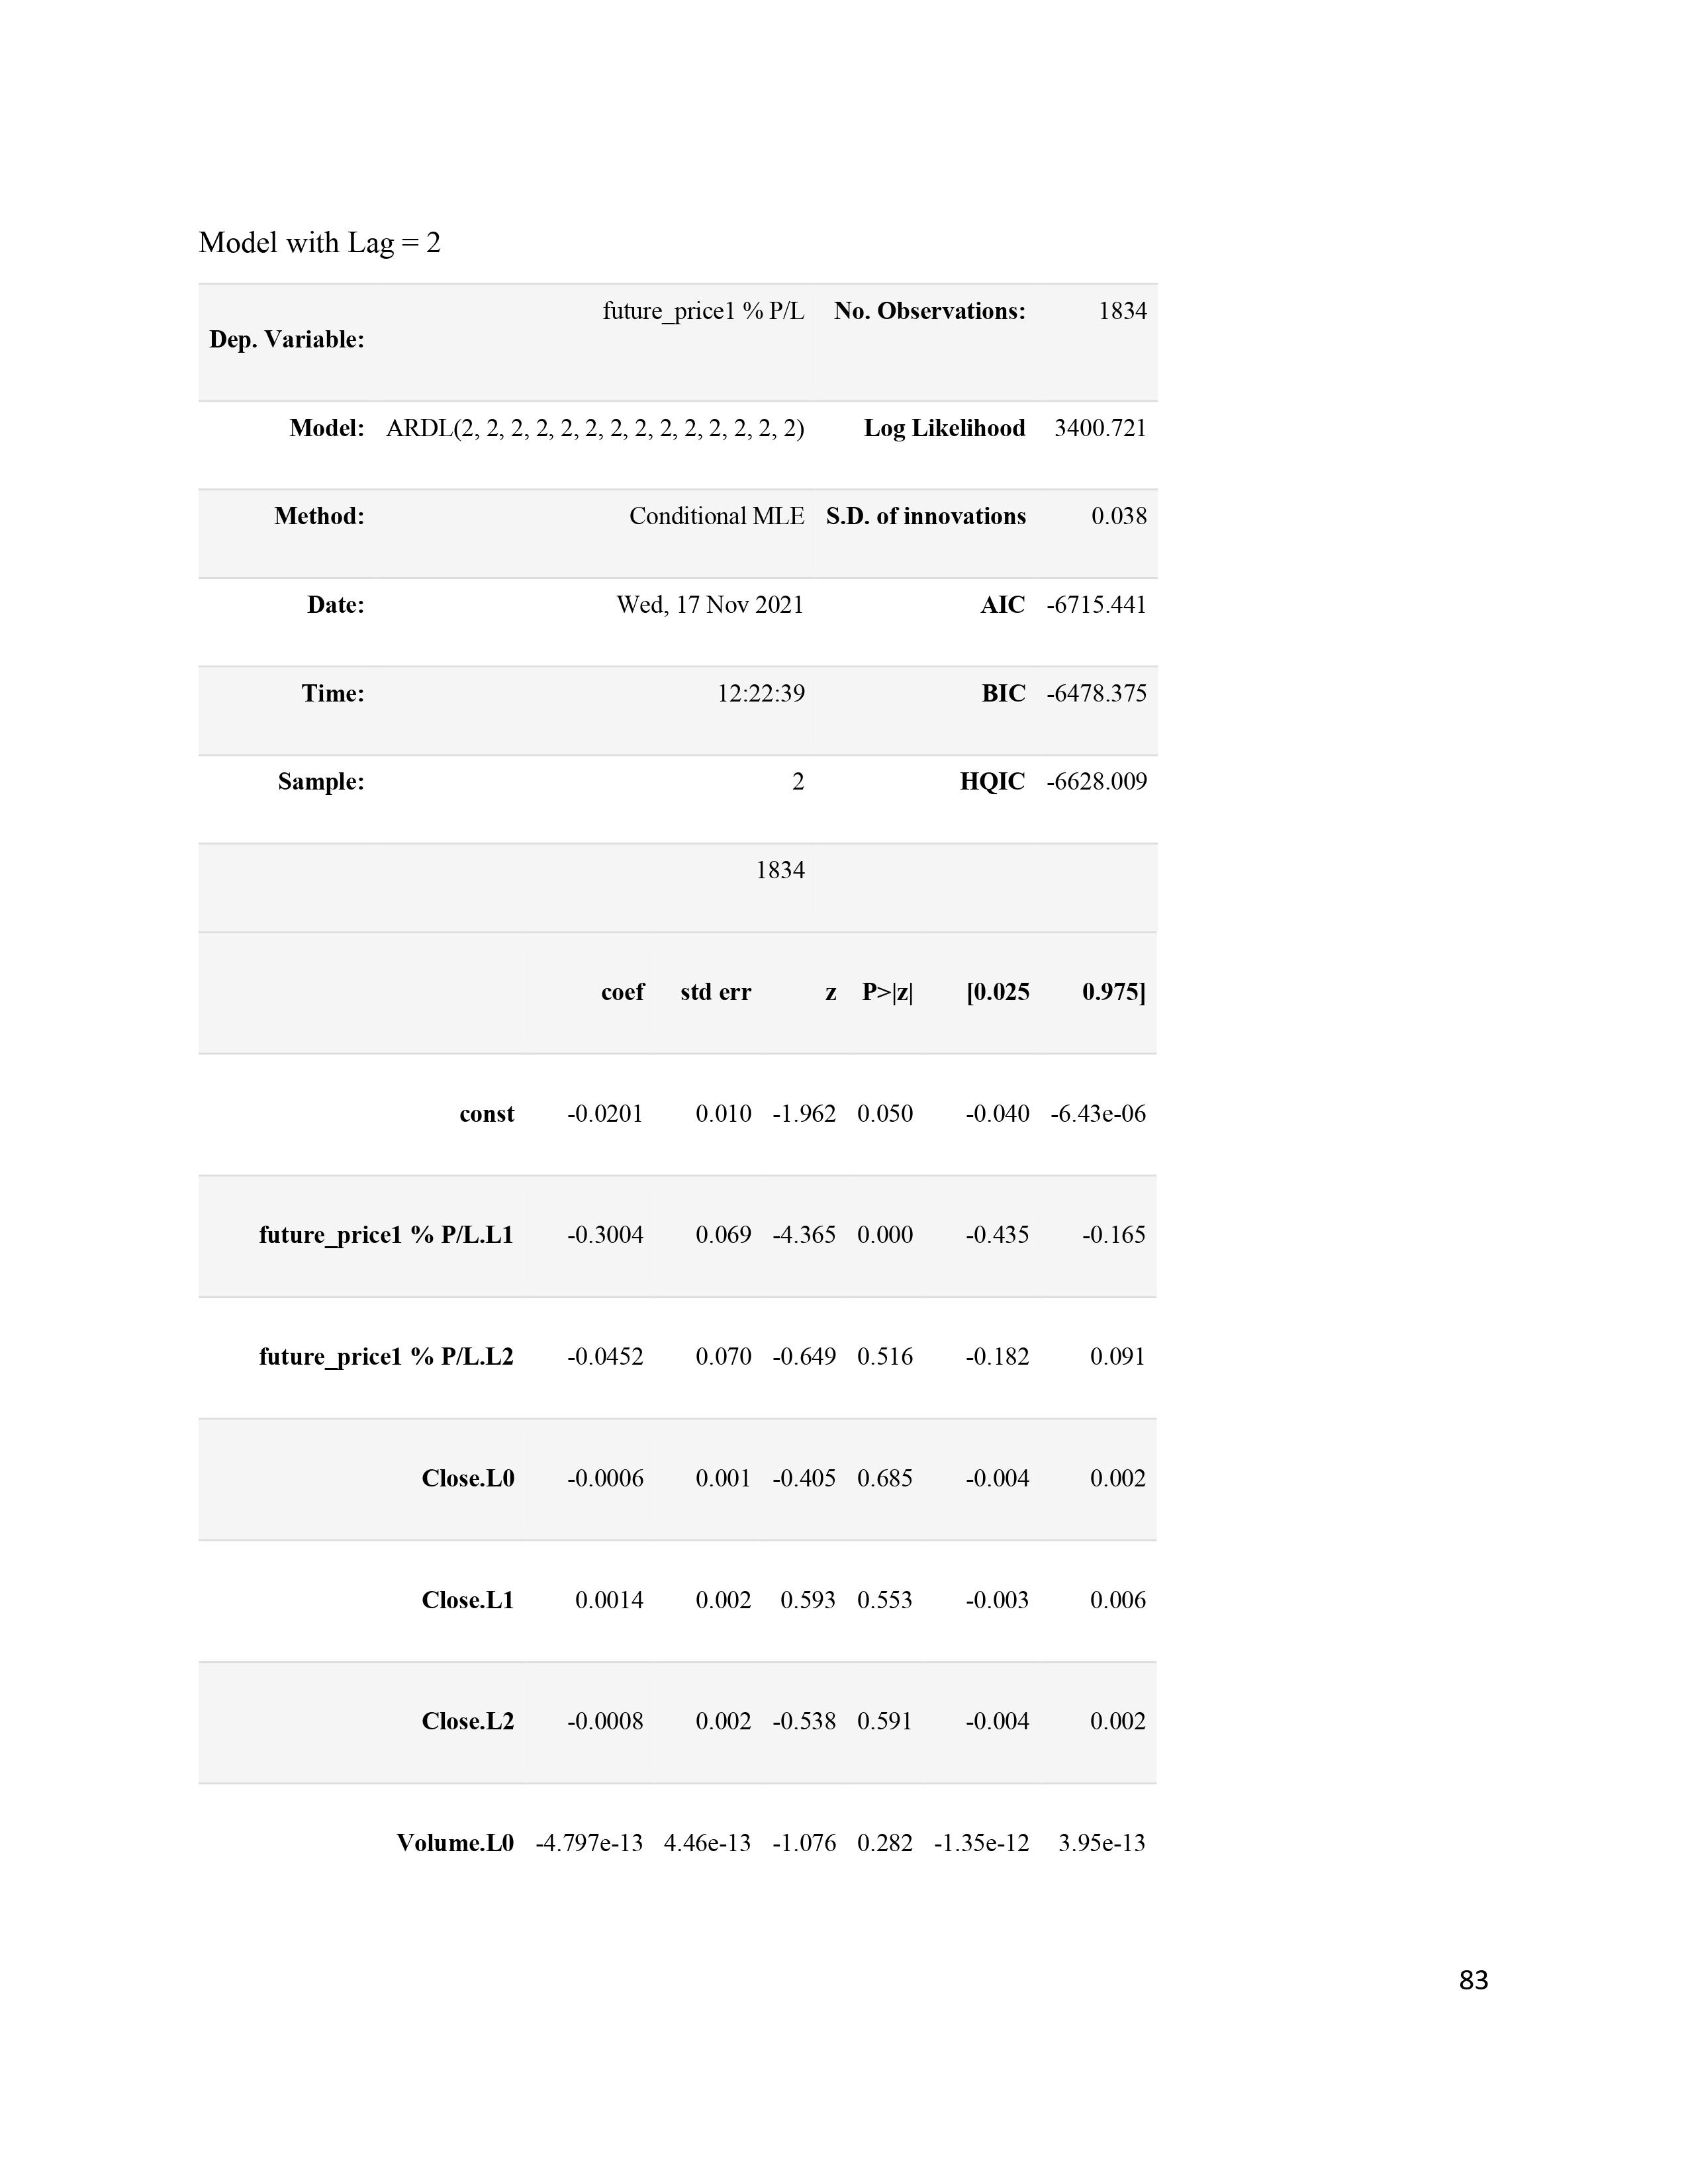 Model with Lag = 2
future_price1 % P/L No. Observations: 1834
Dep. Variable:
Model: ARDL(2, 2, 2, 2, 2, 2, 2, 2, 2, 2, 2, 2, 2, 2) Log Likelihood 3400.721
Method: Conditional MLE S.D. of innovations 0.038
Date: Wed, 17 Nov 2021 AIC -6715.441
Time: 12:22:39 BIC -6478.375
Sample: 2 HQIC -6628.009
1834
coef std err z P>|z| [0.025 0.975]
const -0.0201 0.010 -1.962 0.050 -0.040 -6.43e-06
future_price1 % P/L.L1 -0.3004 0.069 -4.365 0.000 -0.435 -0.165
future_price1 % P/L.L2 -0.0452 0.070 -0.649 0.516 -0.182 0.091
Close.L0 -0.0006 0.001 -0.405 0.685 -0.004 0.002
Close.L1 0.0014 0.002 0.593 0.553 -0.003 0.006
Close.L2 -0.0008 0.002 -0.538 0.591 -0.004 0.002
Volume.L0 -4.797e-13 4.46e-13 -1.076 0.282 -1.35e-12 3.95e-13
83